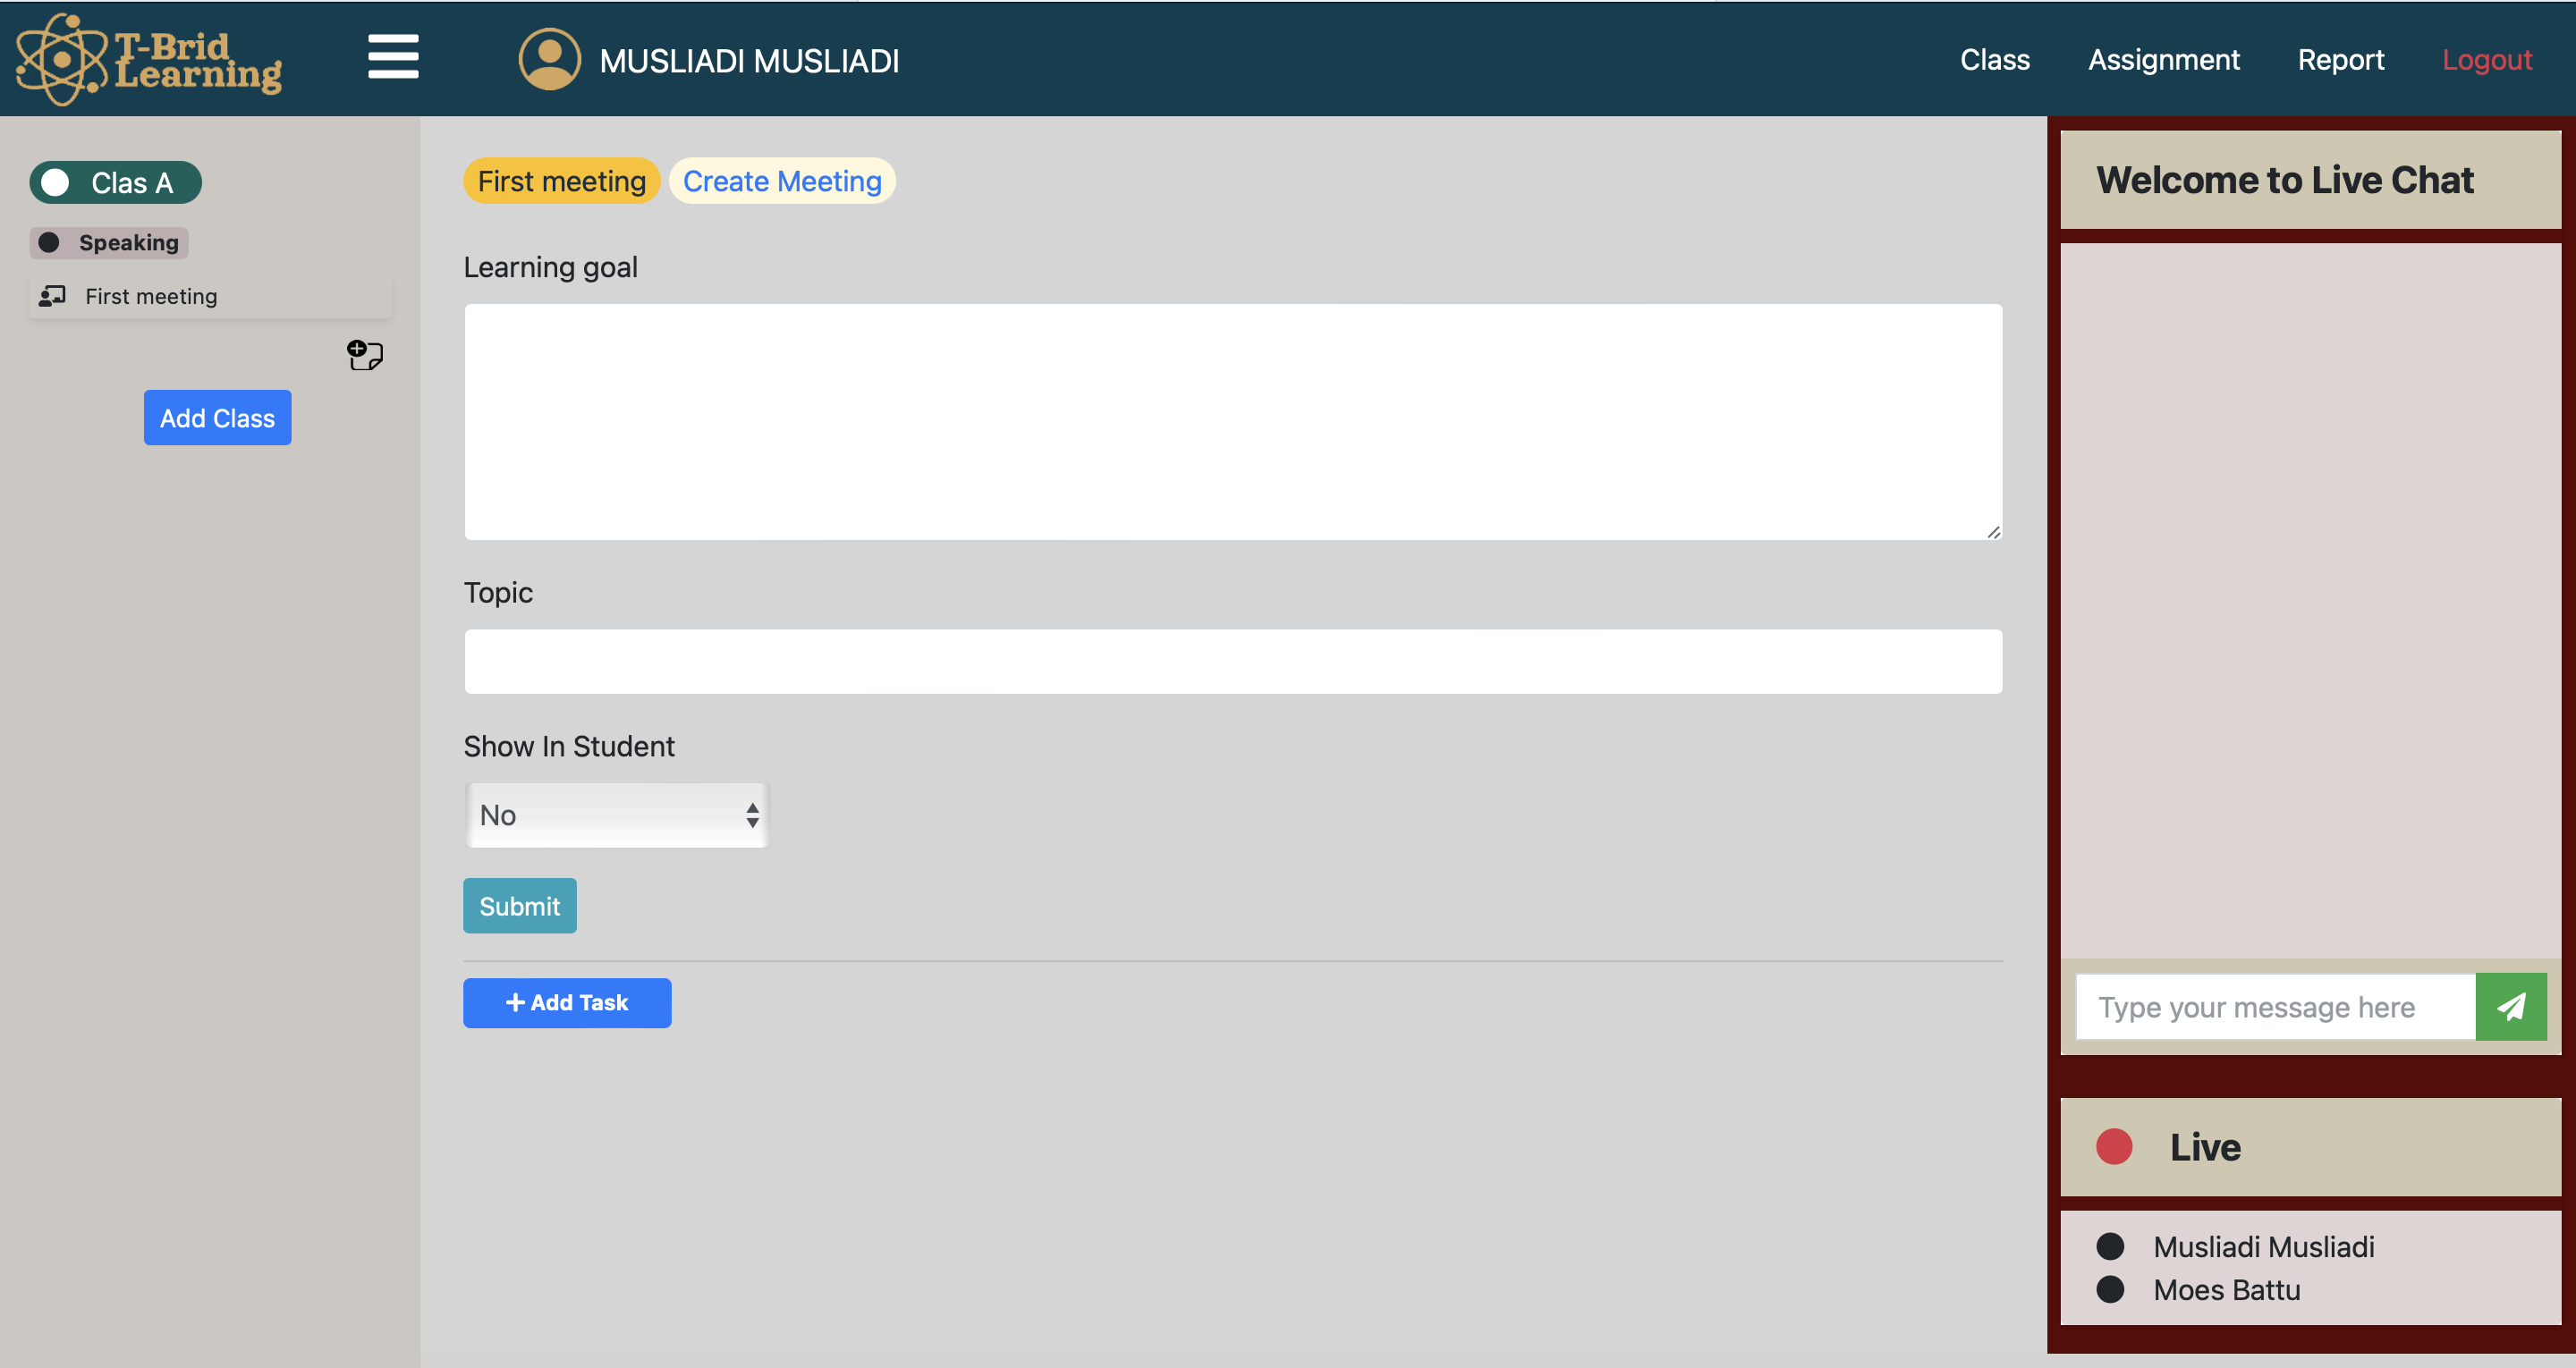 T-Brid
Learning
MUSLIADI MUSLIADI
Class
Assignment
Report
Logout
Clas A
Speaking
First meeting
Add Class
First meeting
Create Meeting
Learning goal
Topic
Show In Student
No
Submit
+ Add Task
Welcome to Live Chat
Type your message here
Live
Musliadi Musliadi
Moes Battu